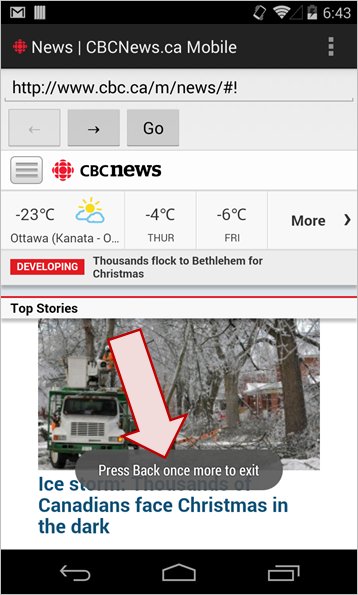 6:43
News | CBCNews.ca Mobile
http://www.cbc.ca/m/news/#!
← → Go
CBCnews
-23°C -4°C -6°C More ›
Ottawa (Kanata - O... THUR FRI
DEVELOPING Thousands flock to Bethlehem for
Christmas
Top Stories
Press Back once more to exit
Ice storm: Thousands of
Canadians face Christmas in
the dark